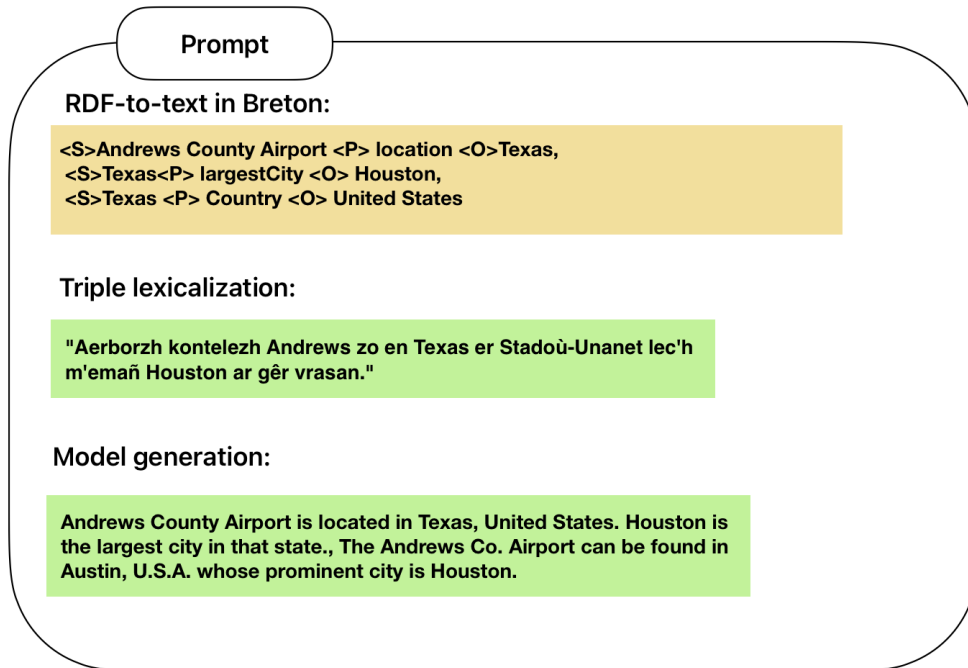 Prompt
RDF-to-text in Breton:
<S>Andrews County Airport <P> location <O>Texas,
<S>Texas<P> largestCity <O> Houston,
<S>Texas <P> Country <O> United States
Triple lexicalization:
"Aerborzh kontelezh Andrews zo en Texas er Stadoù-Unanet lec'h
m'emañ Houston ar gêr vrasan."
Model generation:
Andrews County Airport is located in Texas, United States. Houston is
the largest city in that state., The Andrews Co. Airport can be found in
Austin, U.S.A. whose prominent city is Houston.